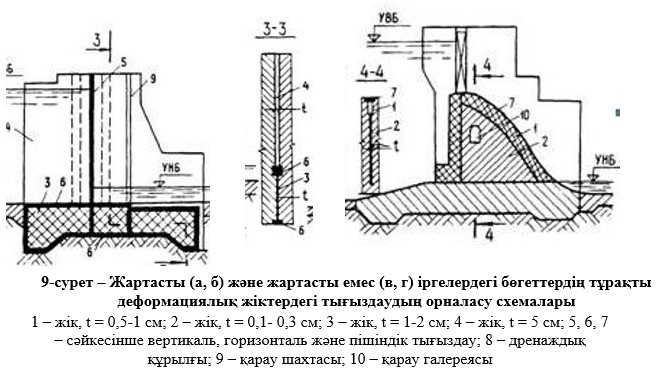 УВБ
3
3-3
5
9
4
4
t
УНБ
6
3
3
6
t
6
6
4-4
4
7
1
2
t
7
10
1
2
УНБ
4
9-сурет – Жартасты (а, б) және жартасты емес (в, г) іргелердегі бөгеттердің тұрақты
деформациялық жіктердегі тығыздаудың орналасу схемалары
1 – жік, t = 0,5-1 см; 2 – жік, t = 0,1- 0,3 см; 3 – жік, t = 1-2 см; 4 – жік, t = 5 см; 5, 6, 7
– сәйкесінше вертикаль, горизонталь және пішіндік тығыздау; 8 – дренаждық
құрылғы; 9 – қарау шахтасы; 10 – қарау галереясы